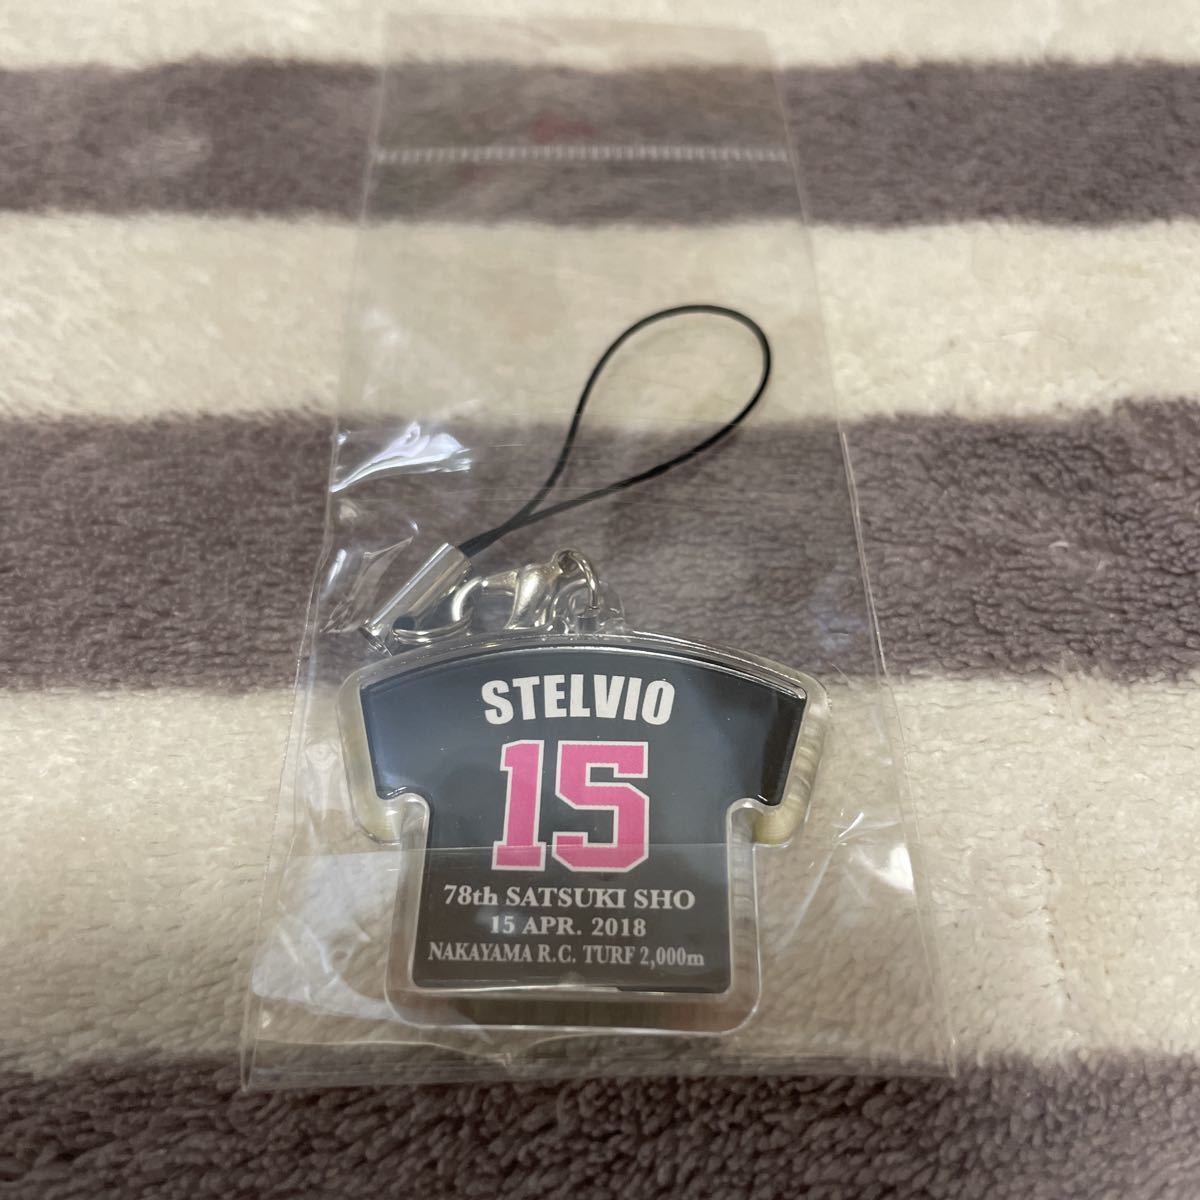 STELVIO
15
78th SATSUKI SHO
15 APR. 2018
NAKAYAMA R.C. TURF 2,000m